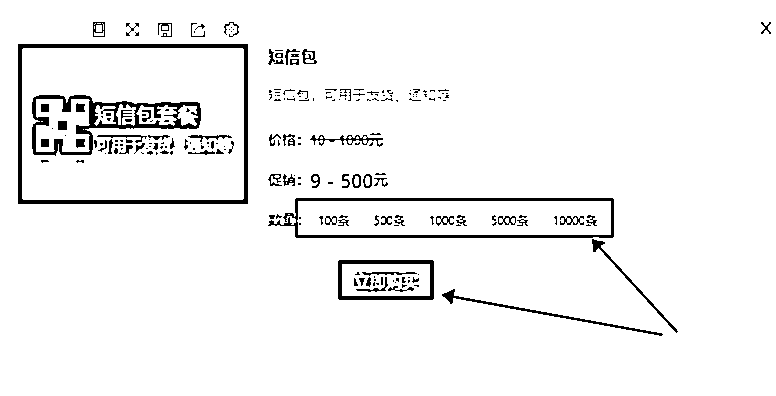 X
短信包套餐
可用于发货、通知等
短信包
短信包，可用于发货、通知等
价格：10 - 1000元
促销：9 - 500元
数量：100条 500条 1000条 5000条 10000条
立即购买